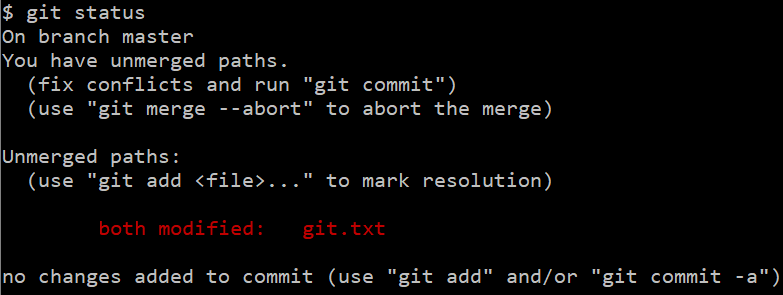 $ git status
On branch master
You have unmerged paths.
  (fix conflicts and run "git commit")
  (use "git merge --abort" to abort the merge)

Unmerged paths:
  (use "git add <file>..." to mark resolution)

        both modified:   git.txt

no changes added to commit (use "git add" and/or "git commit -a")